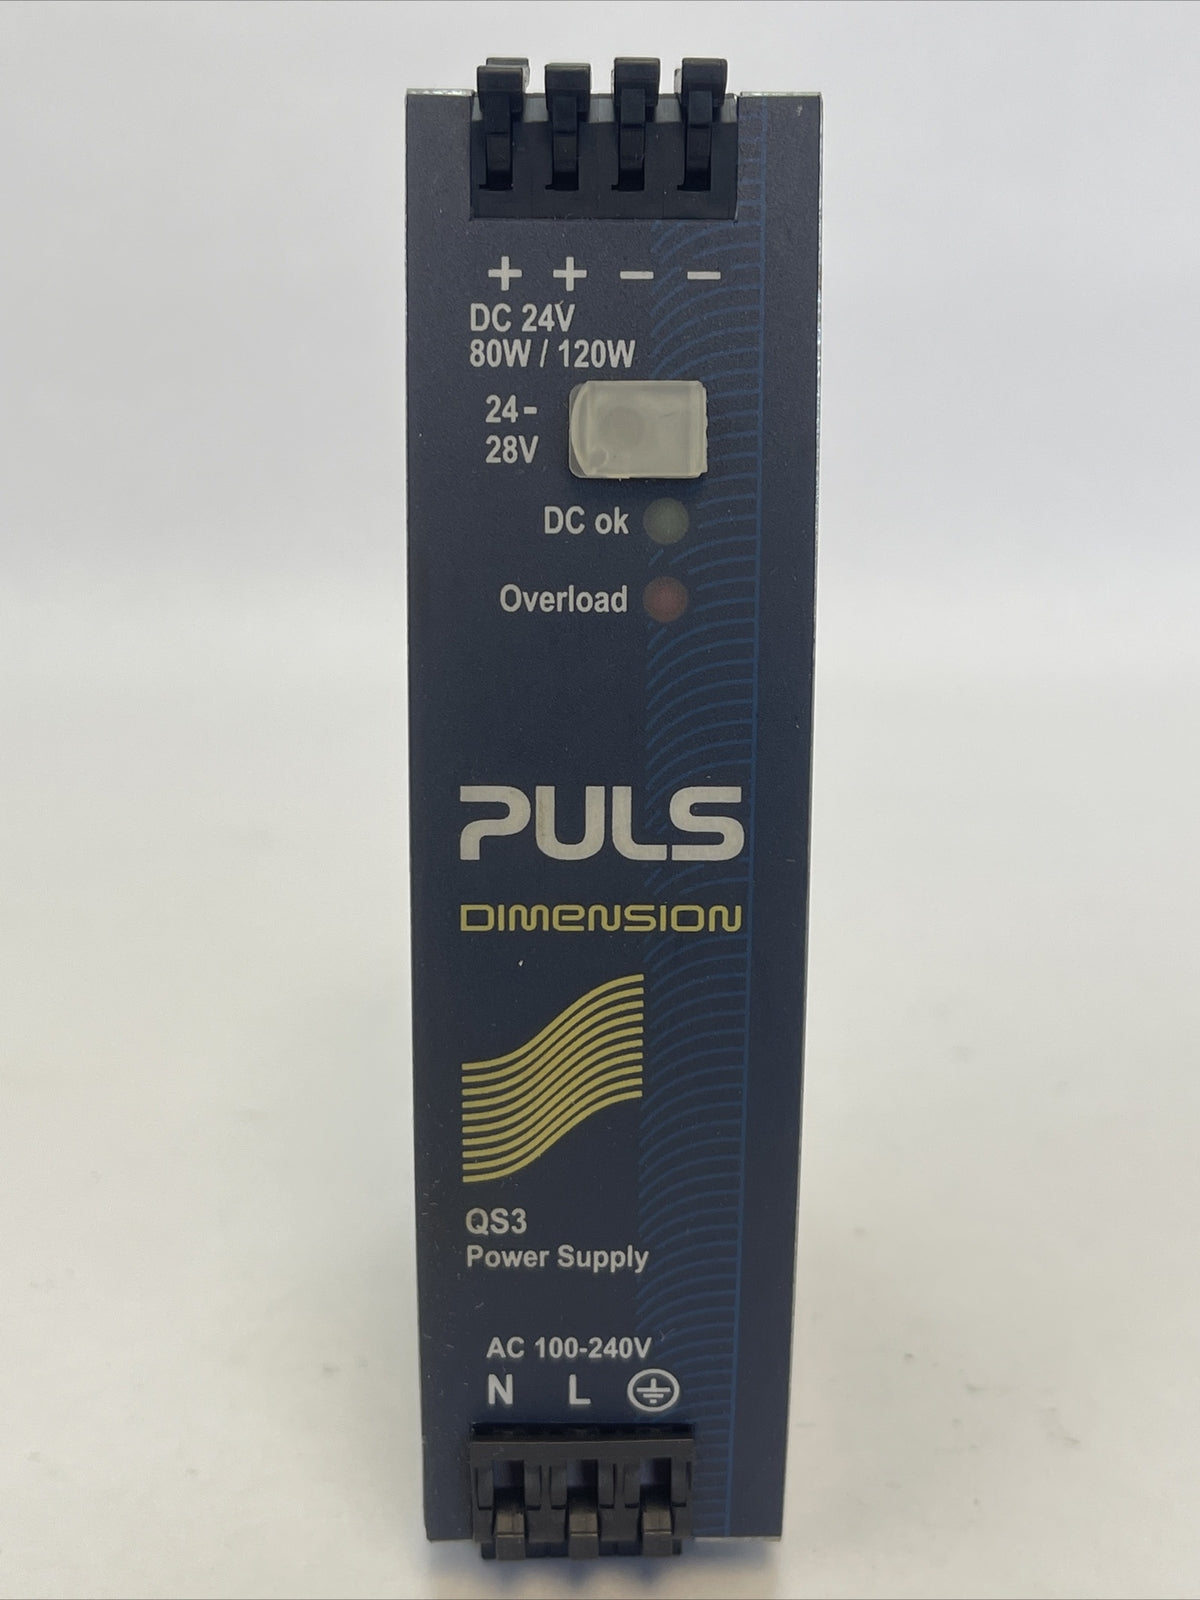 + + − −
DC 24V
80W / 120W
24-
28V
DC ok
Overload
PULS
DIMENSION
QS3
Power Supply
AC 100-240V
N L